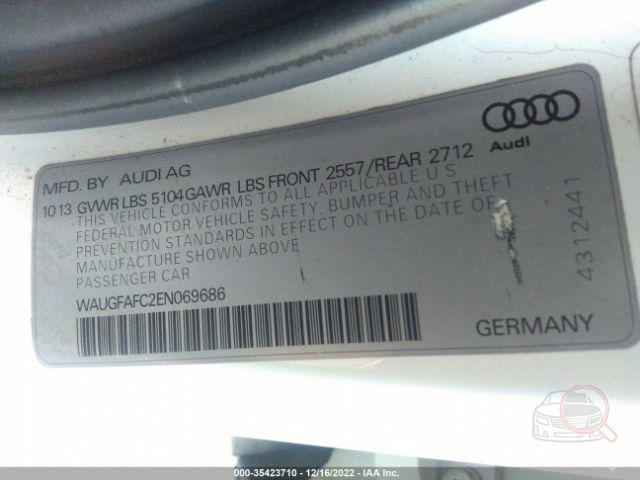 MFD. BY AUDI AG
Audi
10 13 GVWR LBS 5104 GAWR LBS FRONT 2557/REAR 2712
THIS VEHICLE CONFORMS TO ALL APPLICABLE U S
FEDERAL MOTOR VEHICLE SAFETY, BUMPER AND THEFT
PREVENTION STANDARDS IN EFFECT ON THE DATE OF
MANUFACTURE SHOWN ABOVE
PASSENGER CAR
WAUGFAFC2EN069686
4312441
GERMANY
000-35423710 - 12/16/2022 - IAA Inc.